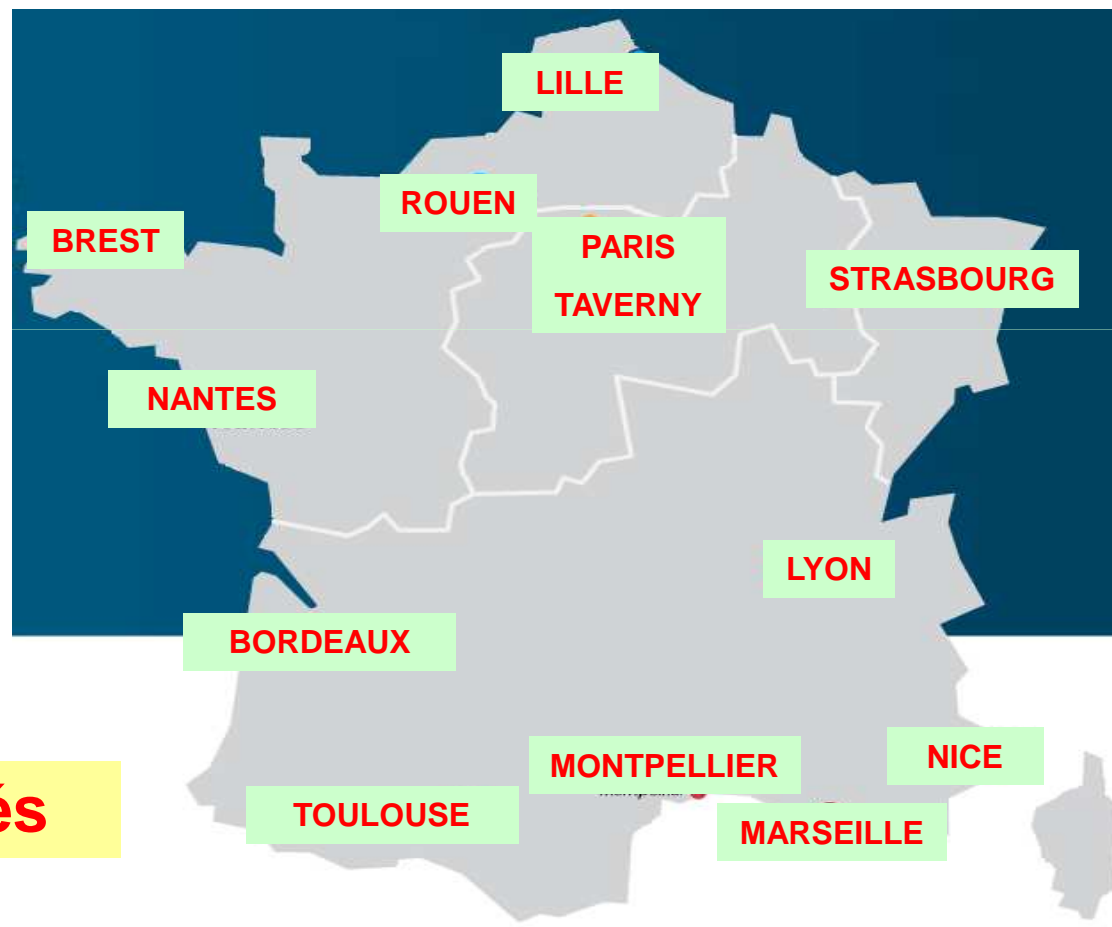 LILLE
ROUEN
BREST
PARIS
TAVERNY
STRASBOURG
NANTES
LYON
BORDEAUX
NICE
MONTPELLIER
TOULOUSE
MARSEILLE
és